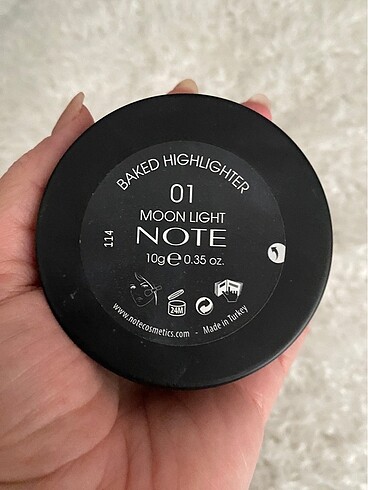 BAKED HIGHLIGHTER
01
MOON LIGHT
NOTE
10g℮0.35 oz.
114
24M
www.notecosmetics.com - Made in Turkey